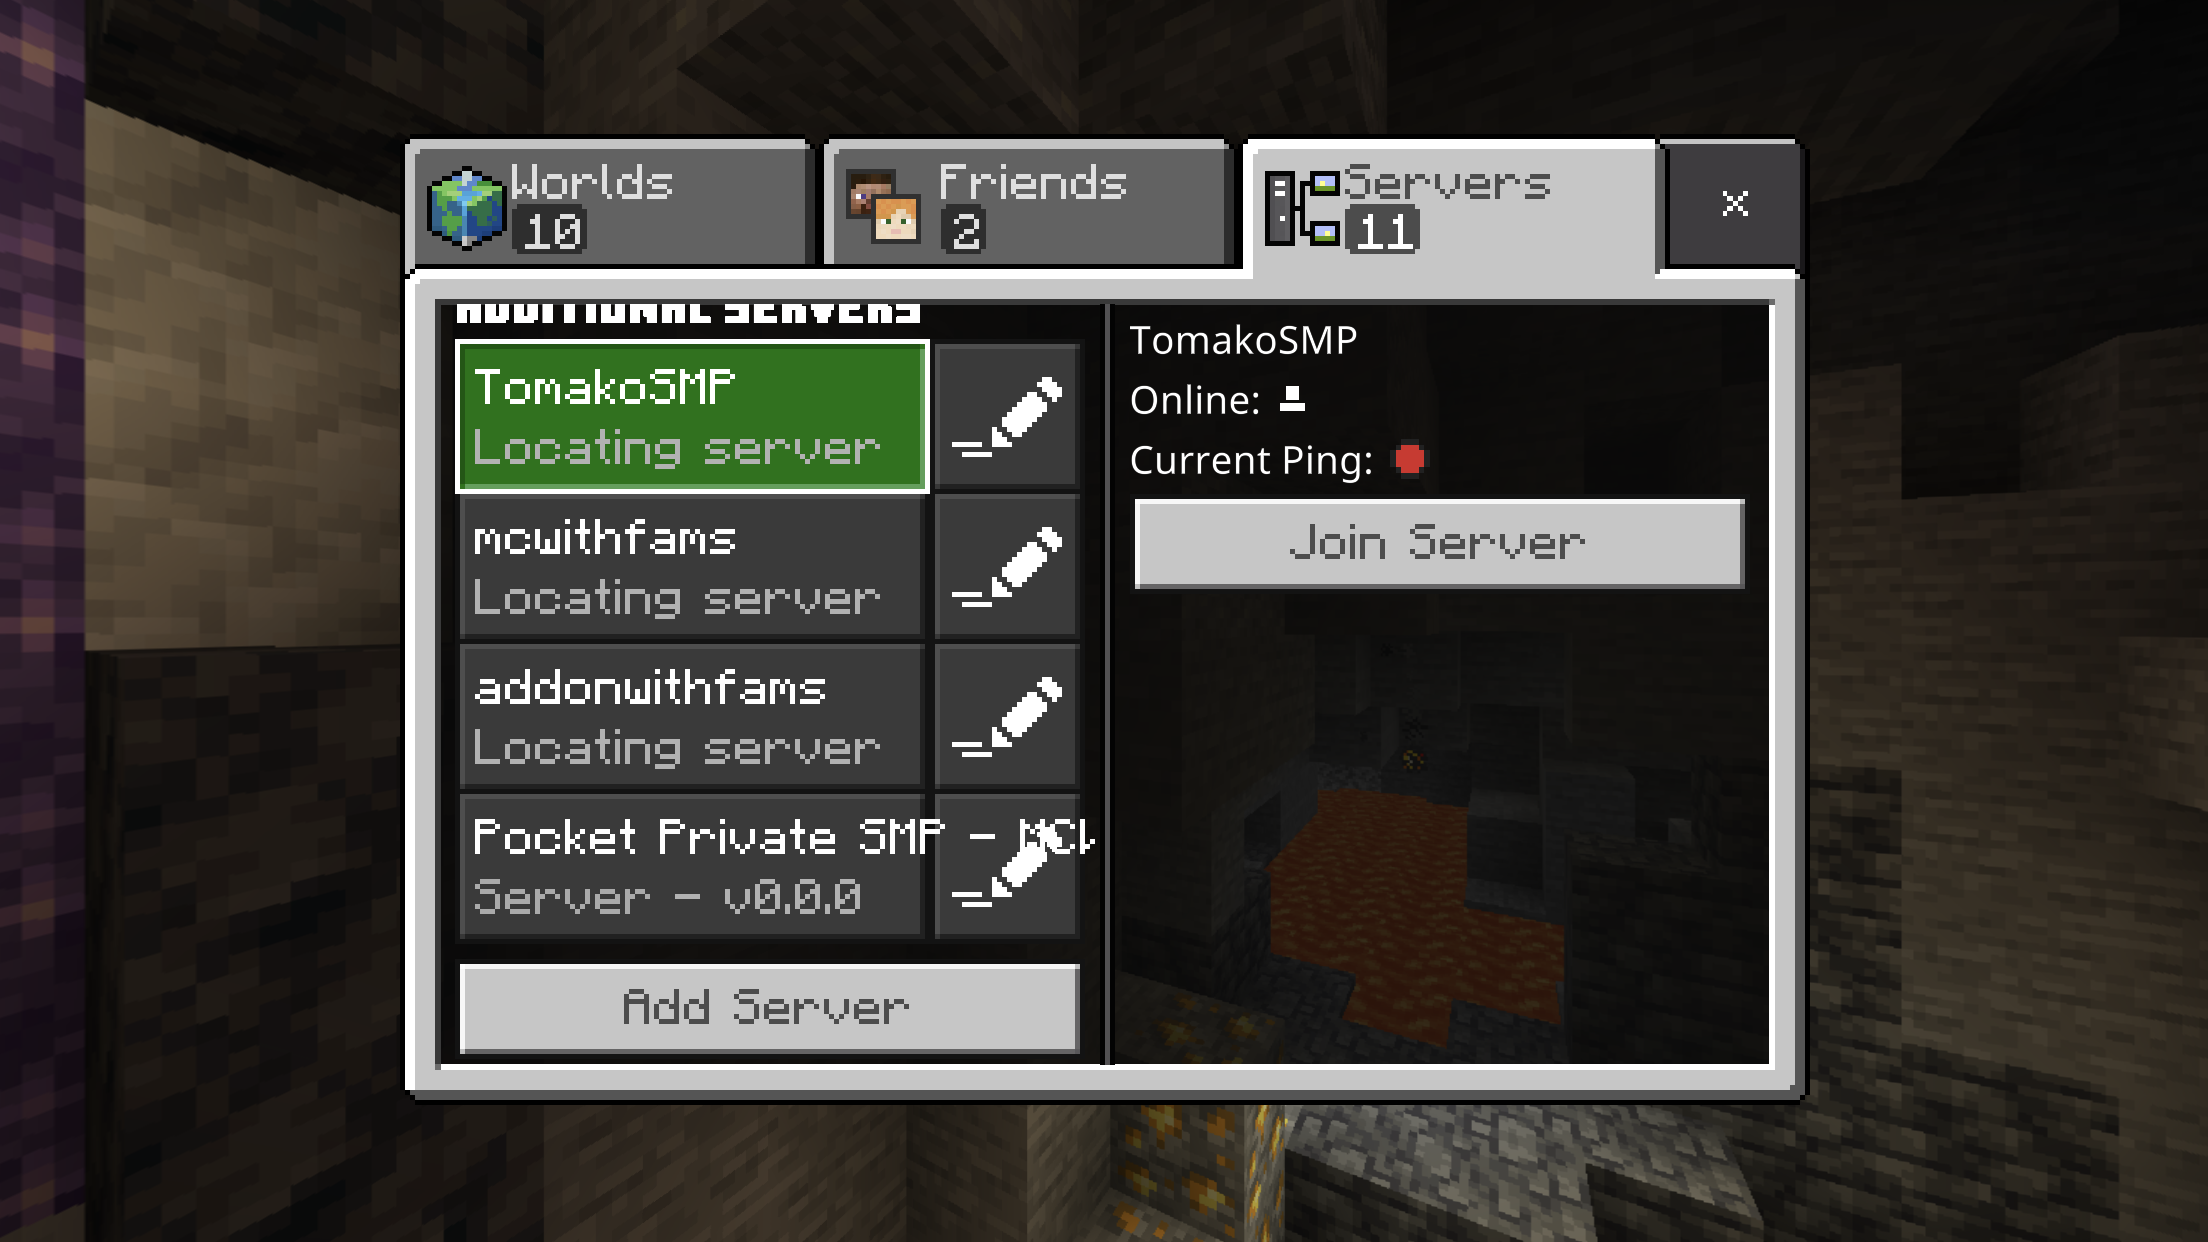 Worlds
10
Friends
2
Servers
11
ADDITIONAL SERVERS
TomakoSMP
Locating server
mcwithfams
Locating server
addonwithfams
Locating server
Pocket Private SMP -
Server - v0.0.0
Add Server
TomakoSMP
Online:
Current Ping:
Join Server